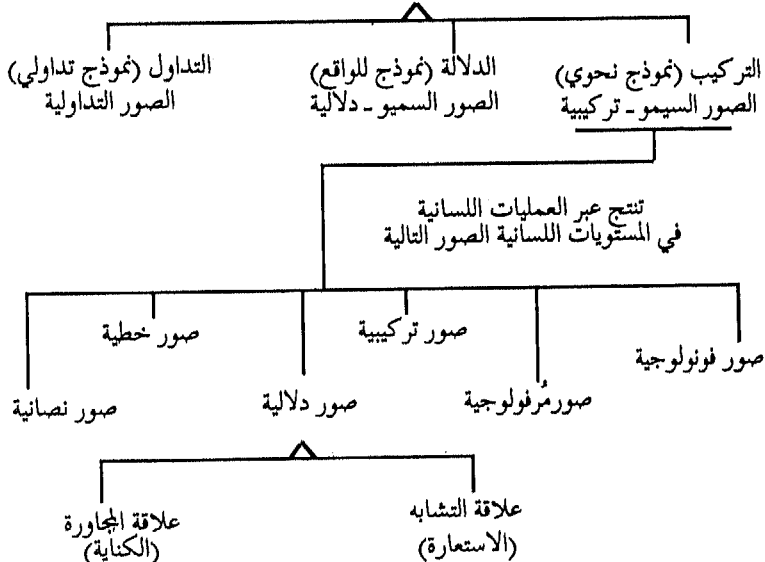 التركيب (نموذج نحوي)
الصور السيمو - تركيبية
الدلالة (نموذج للواقع)
الصور السميو - دلالية
التداول (نموذج تداولي)
الصور التداولية
تنتج عبر العمليات اللسانية
في المستويات اللسانية الصور التالية
صور فونولوجية
صورمُرفولوجية
صور تركيبية
صور دلالية
صور خطية
صور نصانية
علاقة التشابه
(الاستعارة)
علاقة المجاورة
(الكناية)